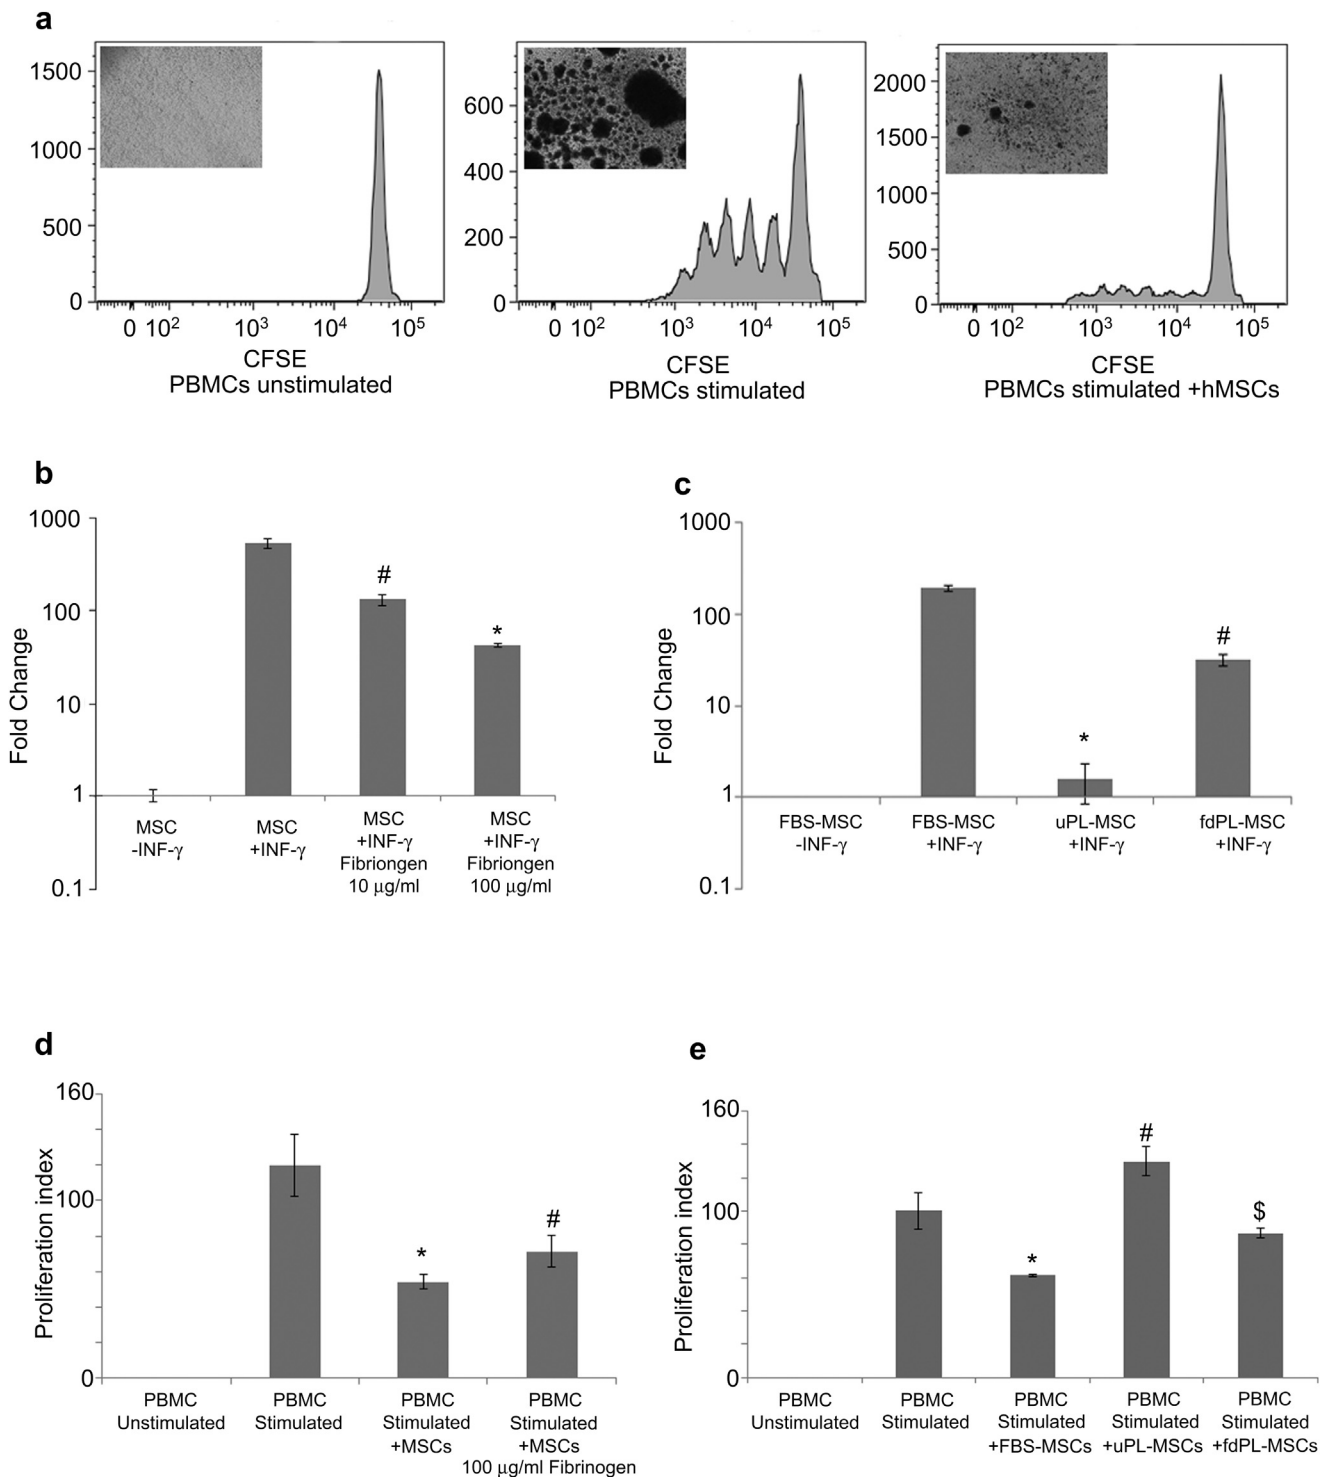 a
1500
1000
500
0
0 10² 10³ 10⁴ 10⁵
CFSE
PBMCs unstimulated
600
400
200
0
0 10² 10³ 10⁴ 10⁵
CFSE
PBMCs stimulated
2000
1500
1000
500
0
0 10² 10³ 10⁴ 10⁵
CFSE
PBMCs stimulated +hMSCs
b
Fold Change
1000
100
10
1
0.1
#
*
MSC
-INF-γ
MSC
+INF-γ
MSC
+INF-γ
Fibriongen
10 µg/ml
MSC
+INF-γ
Fibriongen
100 µg/ml
c
Fold Change
1000
100
10
1
0.1
*
#
FBS-MSC
-INF-γ
FBS-MSC
+INF-γ
uPL-MSC
+INF-γ
fdPL-MSC
+INF-γ
d
Proliferation index
160
100
0
*
#
PBMC
Unstimulated
PBMC
Stimulated
PBMC
Stimulated
+MSCs
PBMC
Stimulated
+MSCs
100 µg/ml Fibrinogen
e
Proliferation index
160
100
0
*
#
$
PBMC
Unstimulated
PBMC
Stimulated
PBMC
Stimulated
+FBS-MSCs
PBMC
Stimulated
+uPL-MSCs
PBMC
Stimulated
+fdPL-MSCs